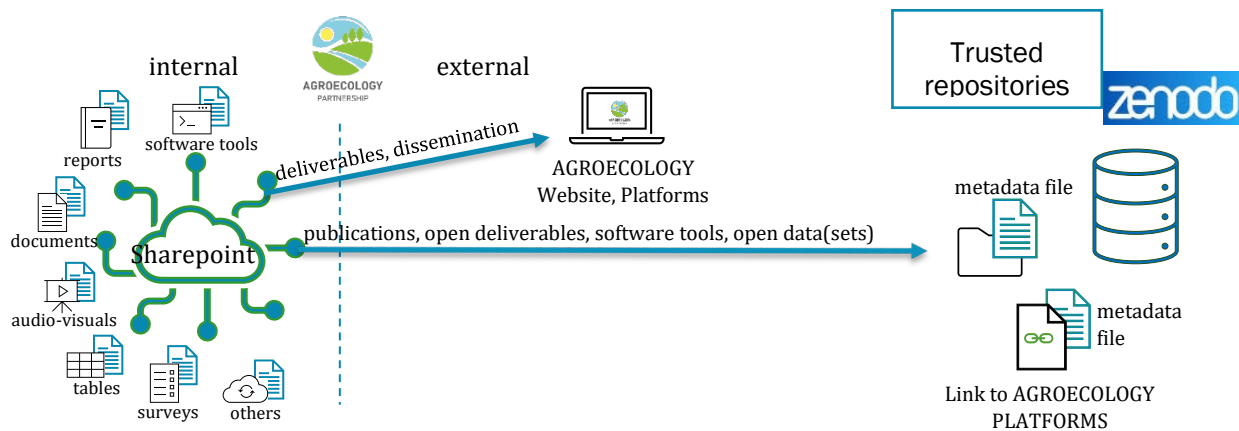 internal
AGROECOLOGY
PARTNERSHIP
external
Trusted
repositories
zenodo
>_
reports
software tools
deliverables, dissemination
AGROECOLOGY
Website, Platforms
documents
Sharepoint
publications, open deliverables, software tools, open data(sets)
metadata file
audio-visuals
metadata
file
tables
surveys
others
Link to AGROECOLOGY
PLATFORMS